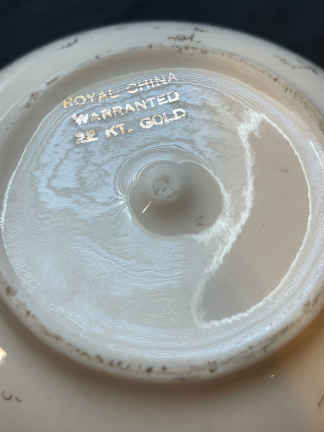 ROYAL CHINA
WARRANTED
22 KT. GOLD